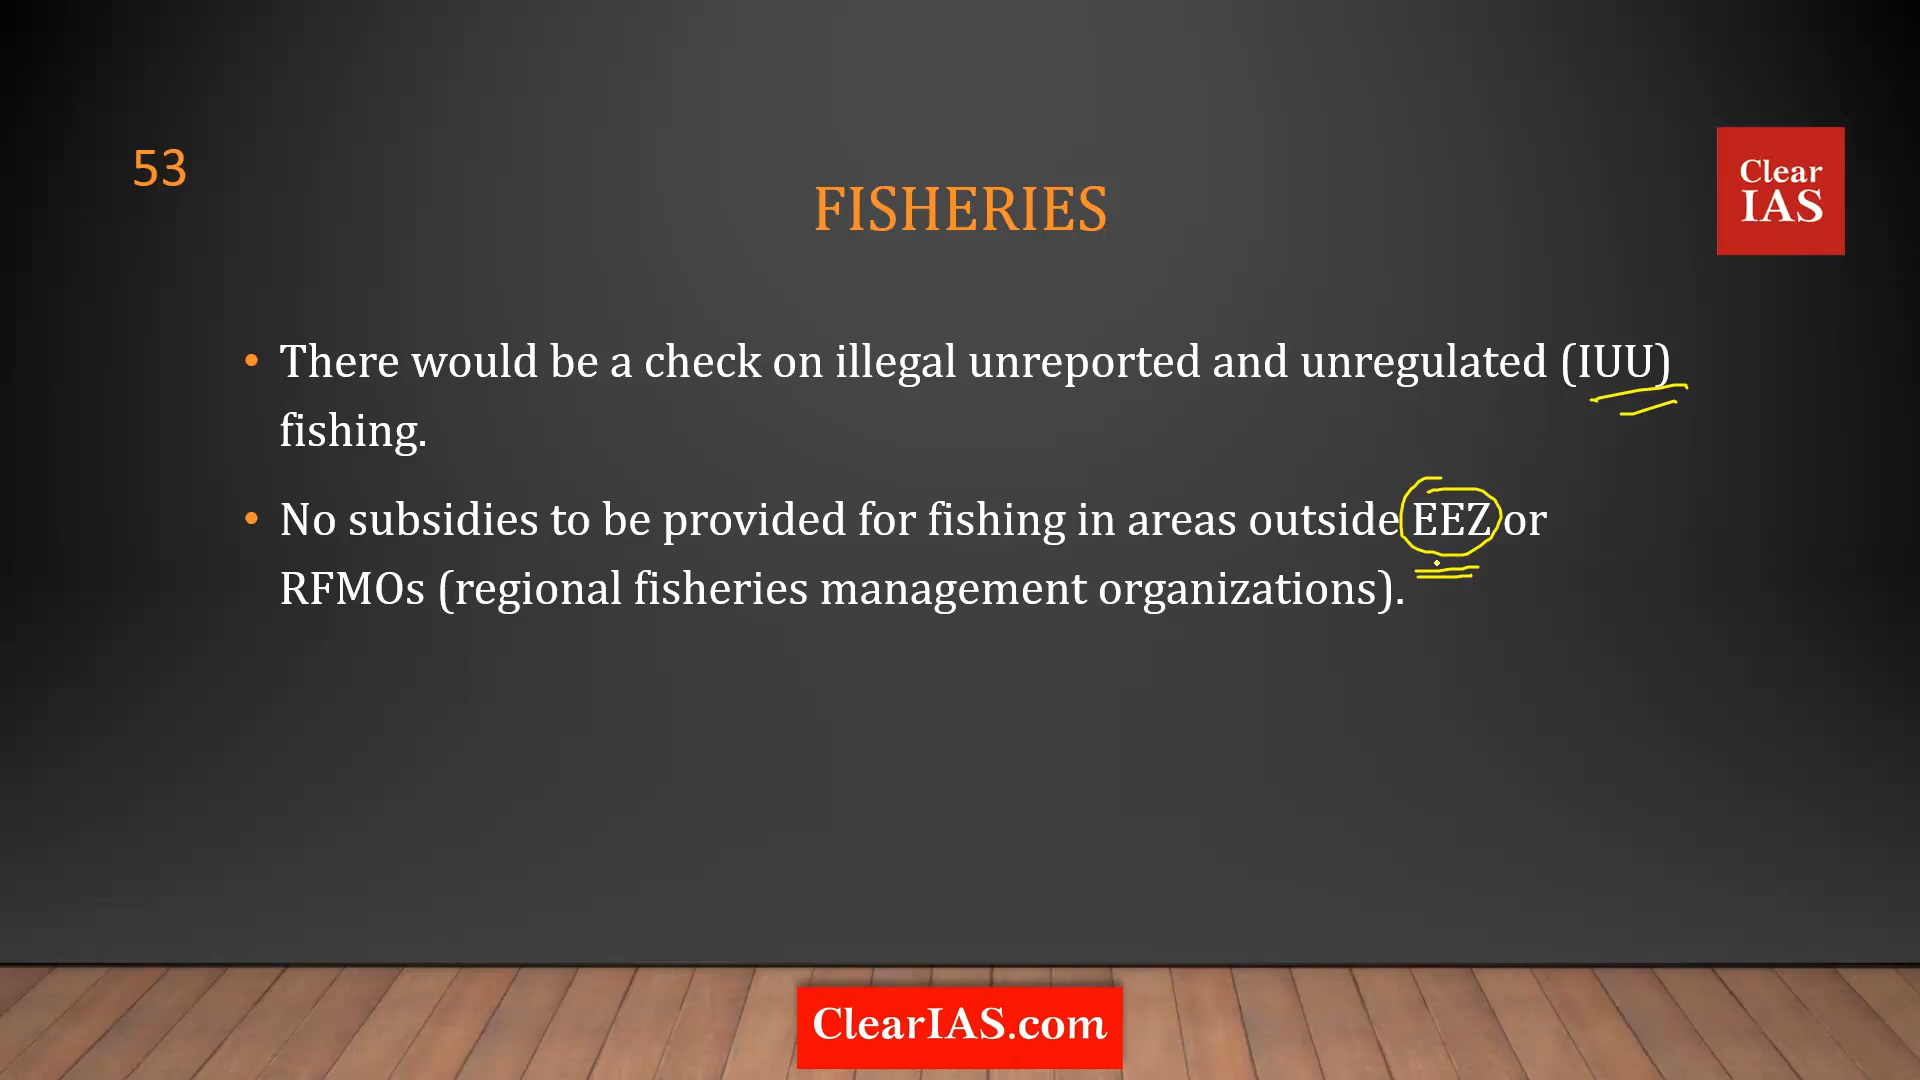 53
Clear
IAS
FISHERIES
• There would be a check on illegal unreported and unregulated (IUU)
fishing.
• No subsidies to be provided for fishing in areas outside EEZ or
RFMOs (regional fisheries management organizations).
ClearIAS.com